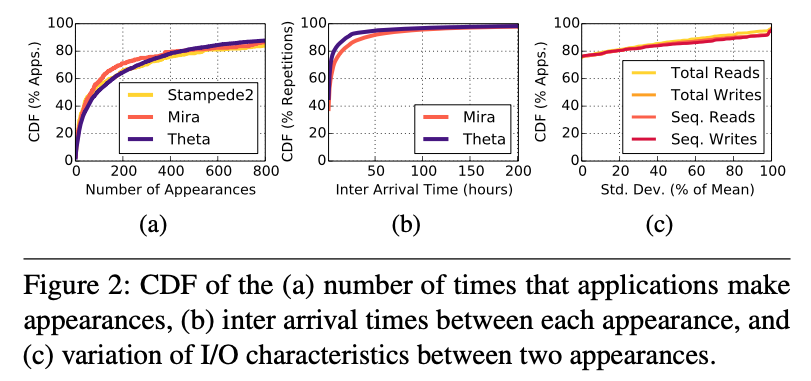 100
80
60
40
20
0
CDF (% Apps.)
Stampede2
Mira
Theta
0 200 400 600 800
Number of Appearances
(a)
100
80
60
40
20
0
CDF (% Repetitions)
Mira
Theta
50 100 150 200
Inter Arrival Time (hours)
(b)
100
80
60
40
20
0
CDF (% Apps.)
Total Reads
Total Writes
Seq. Reads
Seq. Writes
0 20 40 60 80 100
Std. Dev. (% of Mean)
(c)
Figure 2: CDF of the (a) number of times that applications make
appearances, (b) inter arrival times between each appearance, and
(c) variation of I/O characteristics between two appearances.